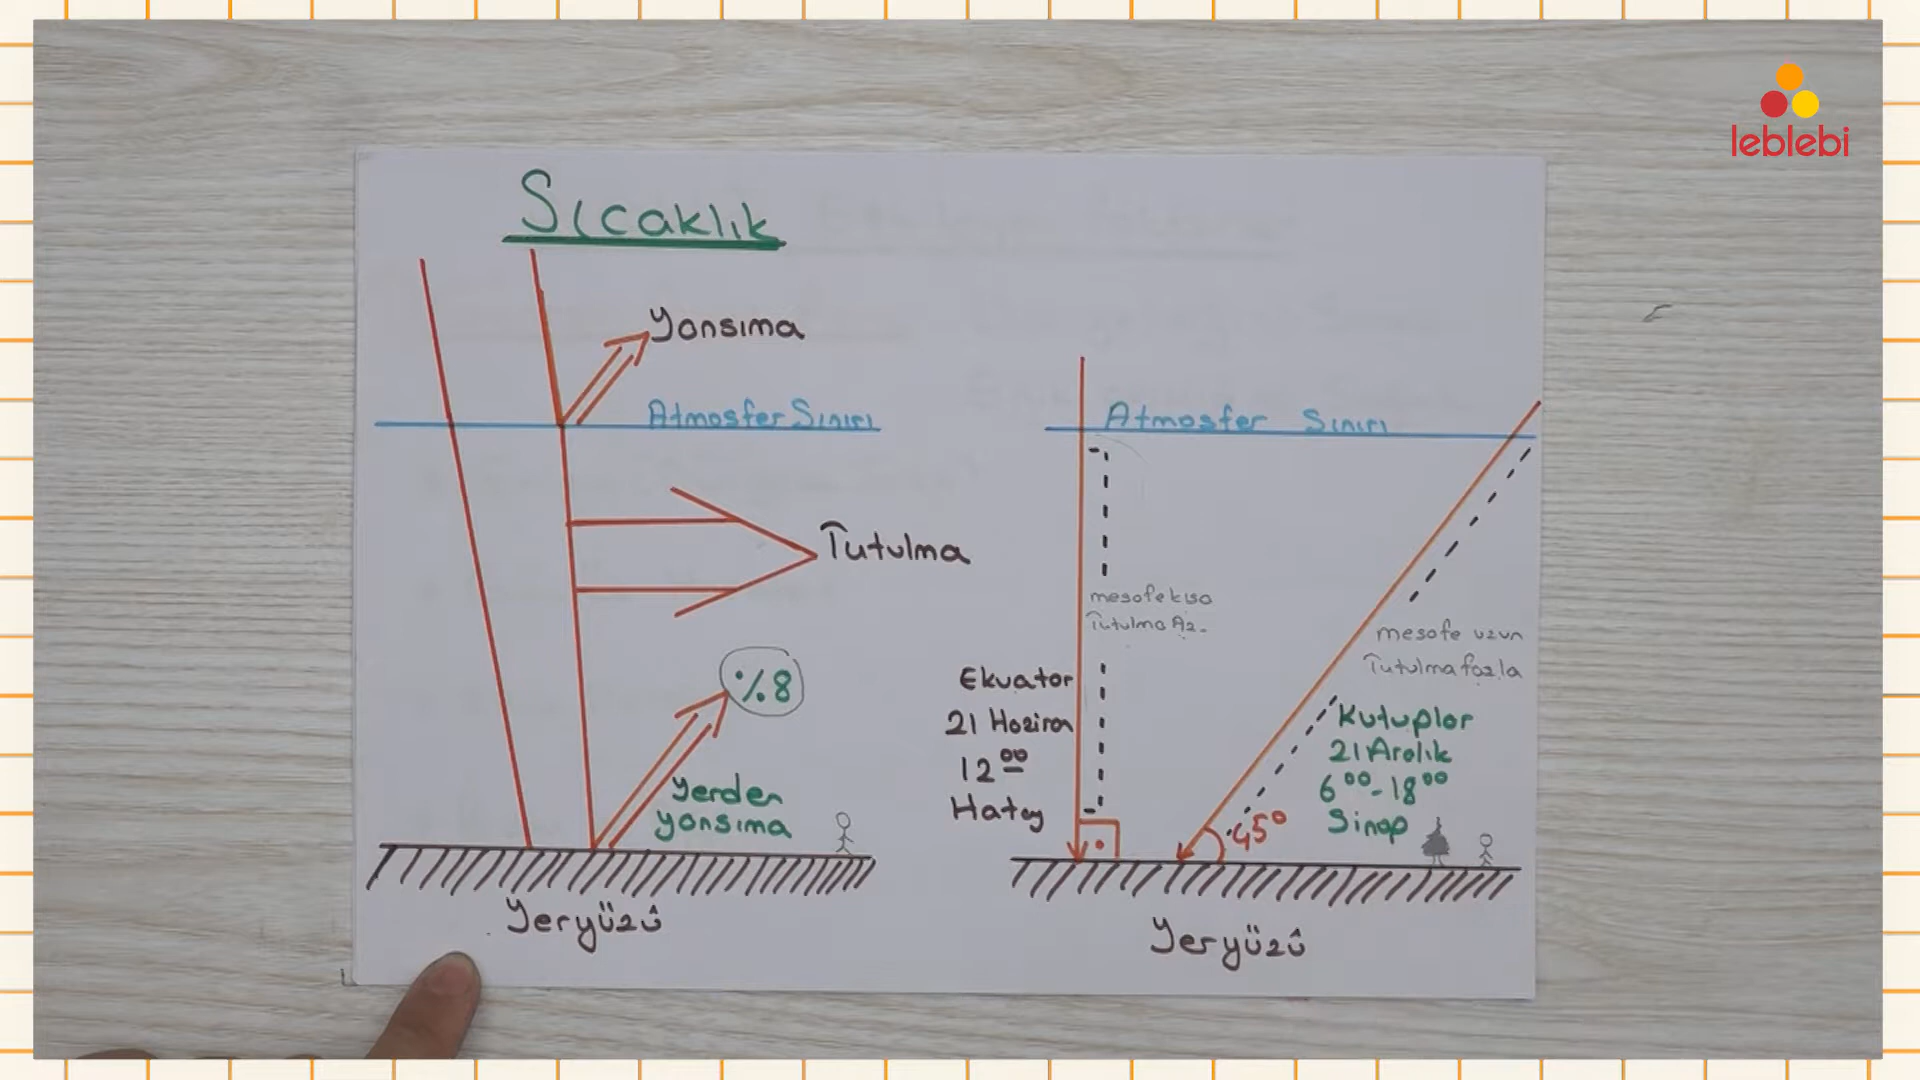 leblebi
Sıcaklık
Yansıma
Atmosfer Sınırı
Tutulma
%8
Yerden
yansıma
Yeryüzü
Atmosfer Sınırı
mesafe kısa
Tutulma Az.
mesafe uzun
Tutulma fazla
Ekvator
21 Haziran
12⁰⁰
Hatay
Kutuplar
21 Aralık
6⁰⁰-18⁰⁰
Sinop
45°
Yeryüzü